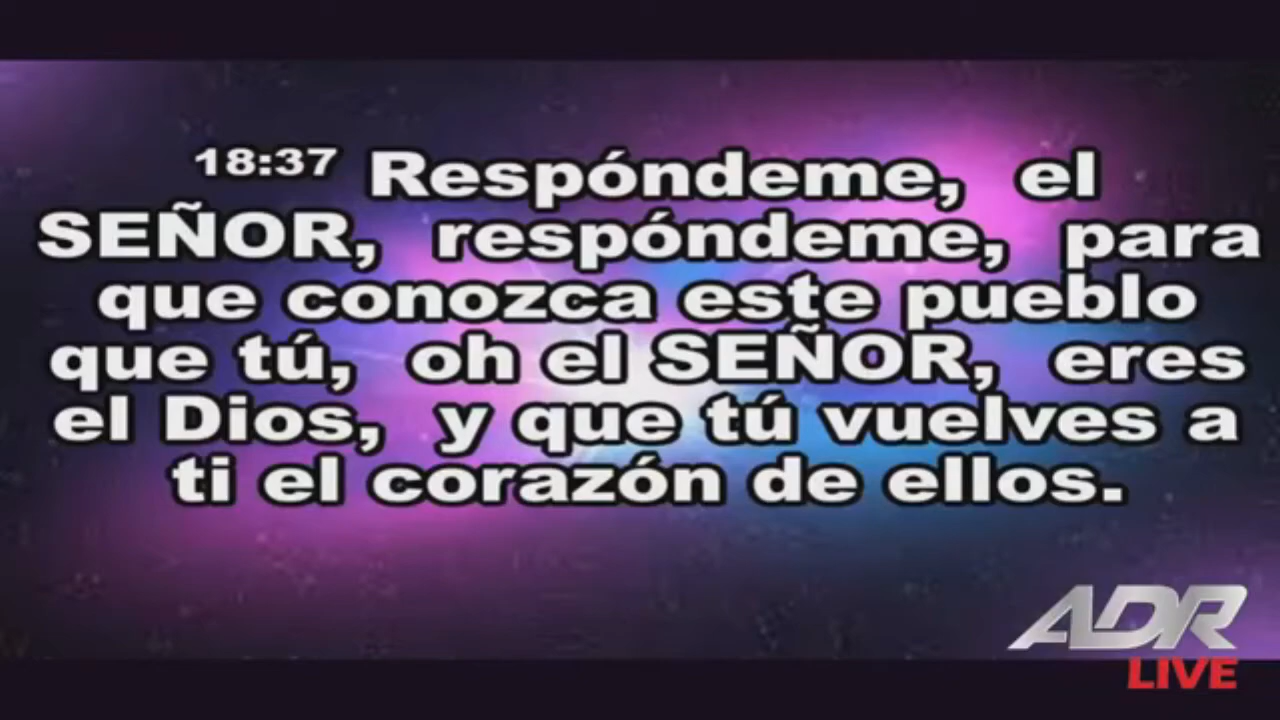 18:37 Respóndeme, el
SEÑOR, respóndeme, para
que conozca este pueblo
que tú, oh el SEÑOR, eres
el Dios, y que tú vuelves a
ti el corazón de ellos.
ADR
LIVE